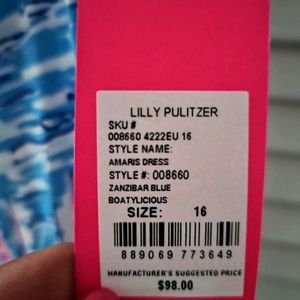 LILLY PULITZER
SKU #
008660 4222EU 16
STYLE NAME:
AMARIS DRESS
STYLE #: 008660
ZANZIBAR BLUE
BOATYLICIOUS
SIZE: 16
889069 773649
MANUFACTURER'S SUGGESTED PRICE
$98.00